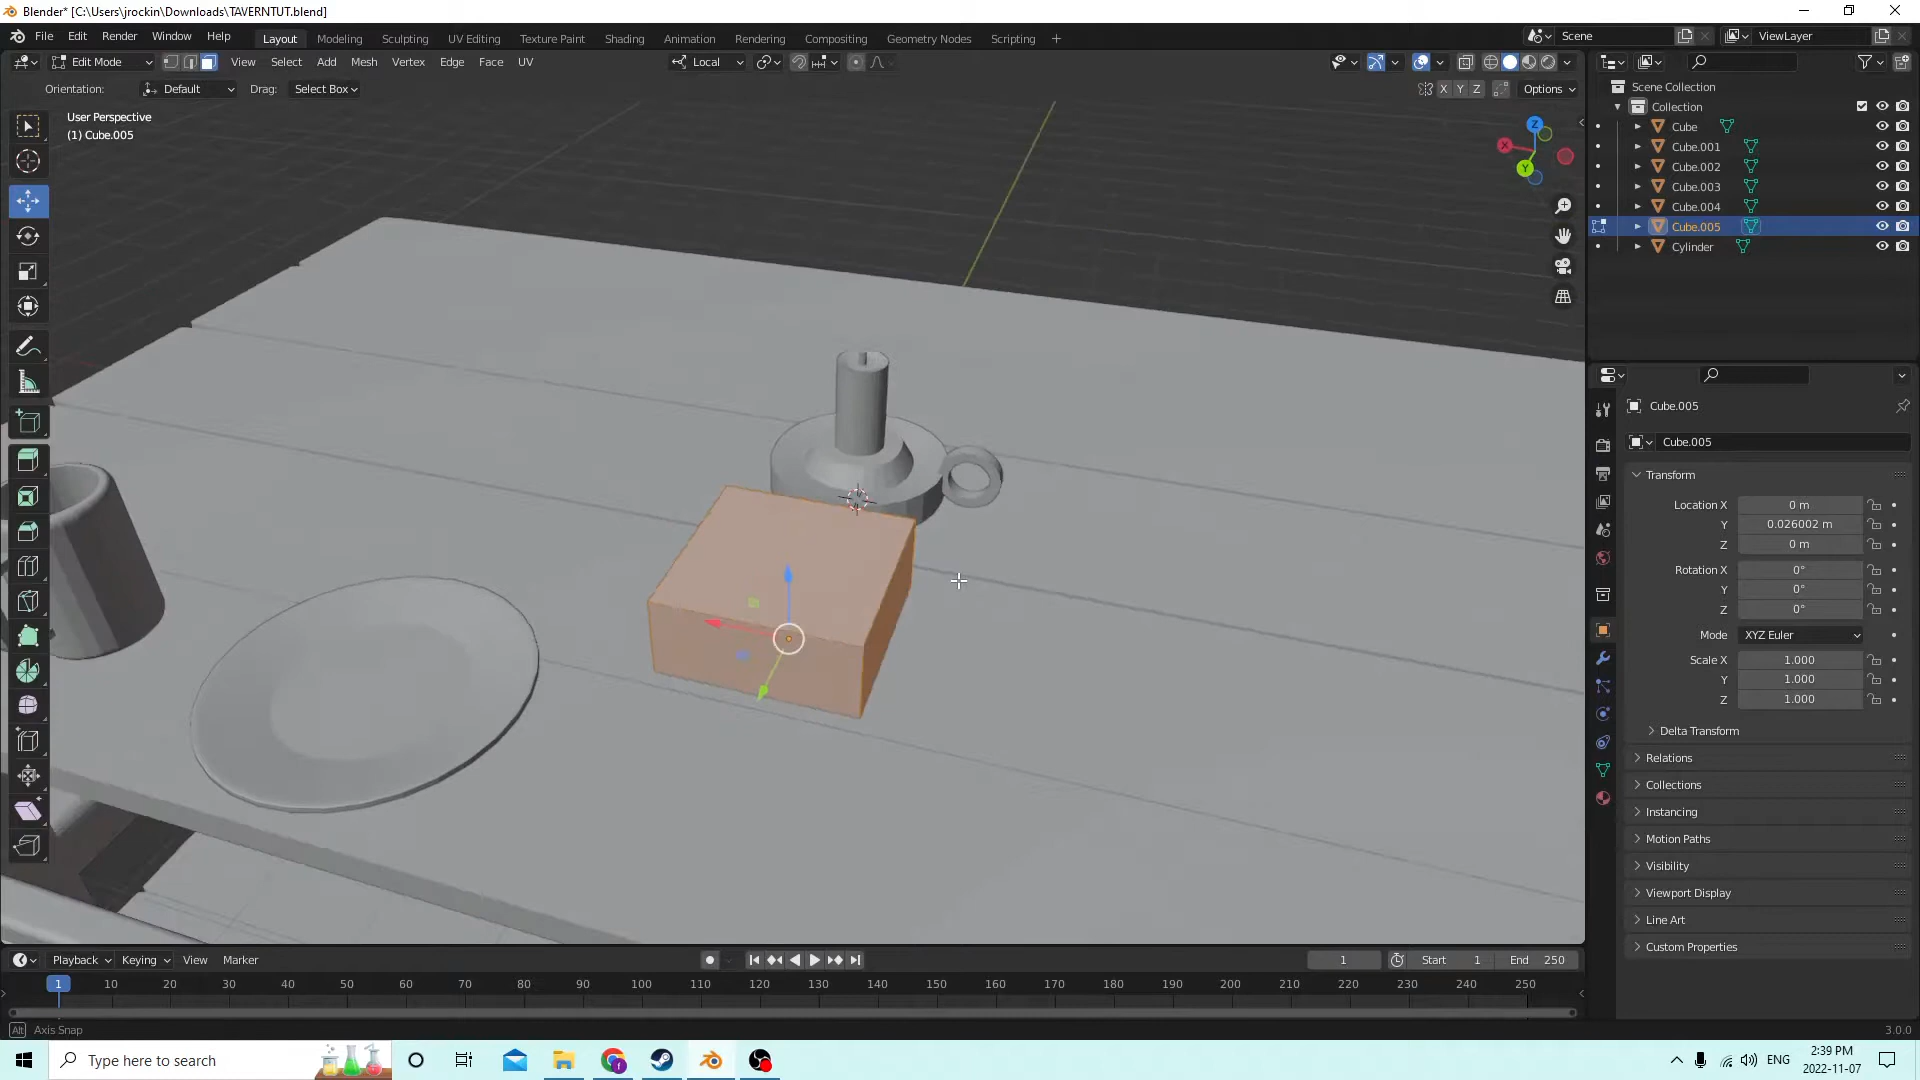 Blender* [C:\Users\jrockin\Downloads\TAVERNTUT.blend]
File Edit Render Window Help Layout Modeling Sculpting UV Editing Texture Paint Shading Animation Rendering Compositing Geometry Nodes Scripting + Scene ViewLayer
Edit Mode View Select Add Mesh Vertex Edge Face UV Local
Orientation: Default Drag: Select Box X Y Z Options
User Perspective
(1) Cube.005
Z
X
Y
Scene Collection
Collection
Cube
Cube.001
Cube.002
Cube.003
Cube.004
Cube.005
Cylinder
Cube.005
Cube.005
Transform
Location X 0 m
Y 0.026002 m
Z 0 m
Rotation X 0°
Y 0°
Z 0°
Mode XYZ Euler
Scale X 1.000
Y 1.000
Z 1.000
Delta Transform
Relations
Collections
Instancing
Motion Paths
Visibility
Viewport Display
Line Art
Custom Properties
Playback Keying View Marker 1 Start 1 End 250
1 10 20 30 40 50 60 70 80 90 100 110 120 130 140 150 160 170 180 190 200 210 220 230 240 250
Alt Axis Snap 3.0.0
Type here to search ENG 2:39 PM
2022-11-07